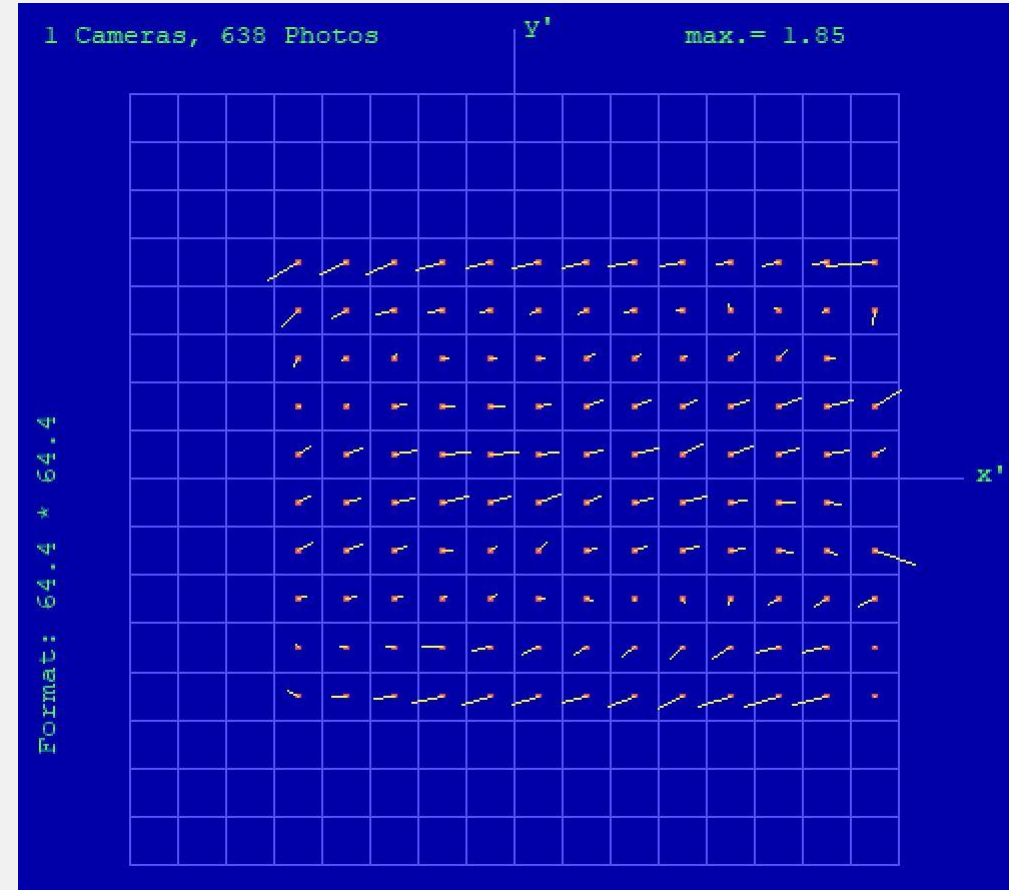 1 Cameras, 638 Photos
y'
max.= 1.85
x'
Format: 64.4 * 64.4